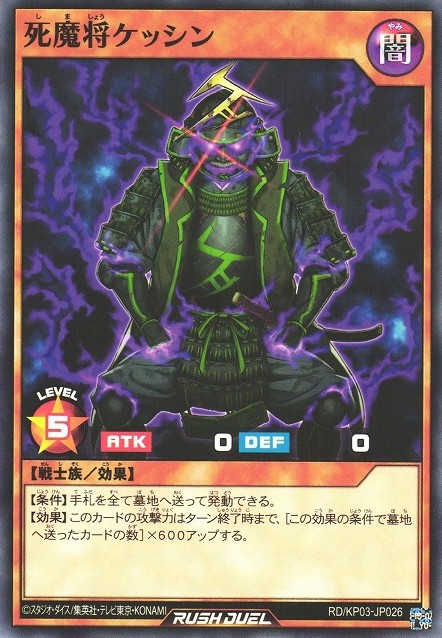 死魔将ケッシン
闇
LEVEL
5
ATK 0 DEF 0
【戦士族／効果】
【条件】手札を全て墓地へ送って発動できる。
【効果】このカードの攻撃力はターン終了時まで、[この効果の条件で墓地
へ送ったカードの数]×600アップする。
©スタジオ・ダイス/集英社・テレビ東京・KONAMI
RUSH DUEL
RD/KP03-JP026